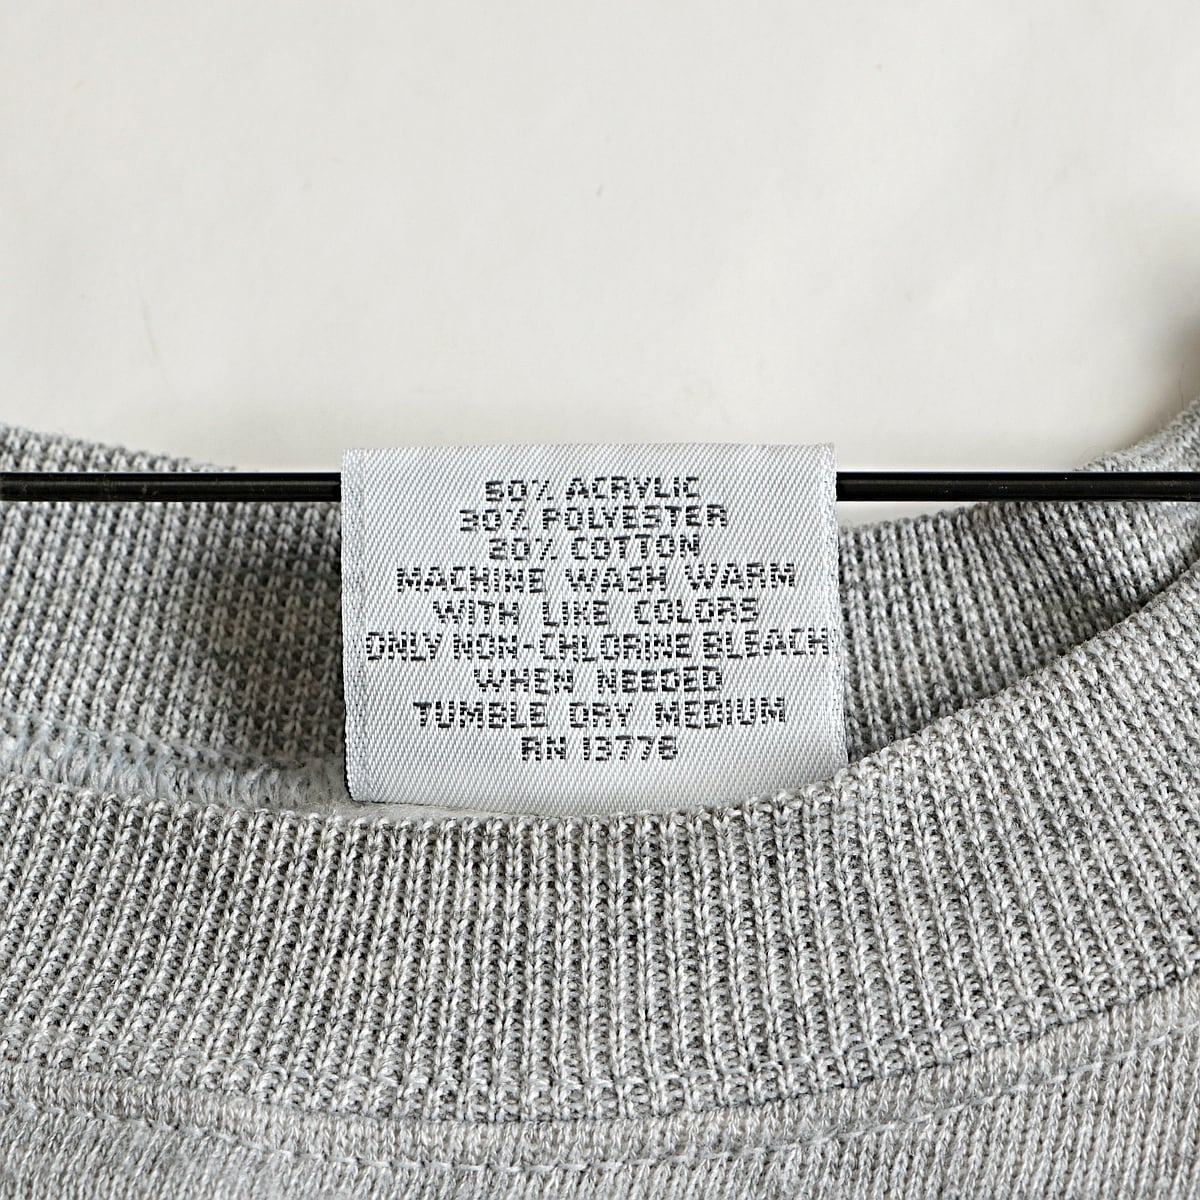 50% ACRYLIC
30% POLYESTER
20% COTTON
MACHINE WASH WARM
WITH LIKE COLORS
ONLY NON-CHLORINE BLEACH
WHEN NEEDED
TUMBLE DRY MEDIUM
RN 13776